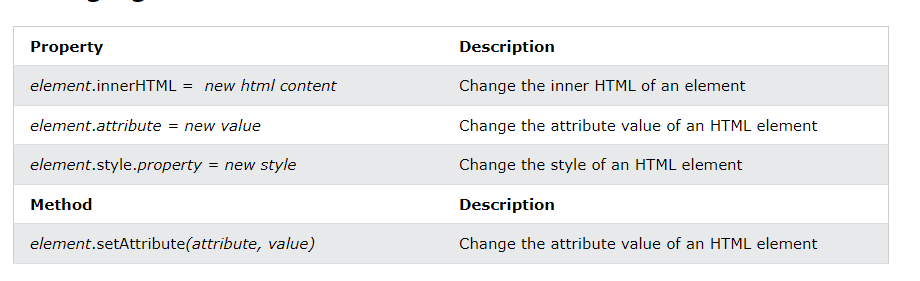 Property Description
element.innerHTML = new html content Change the inner HTML of an element
element.attribute = new value Change the attribute value of an HTML element
element.style.property = new style Change the style of an HTML element
Method Description
element.setAttribute(attribute, value) Change the attribute value of an HTML element